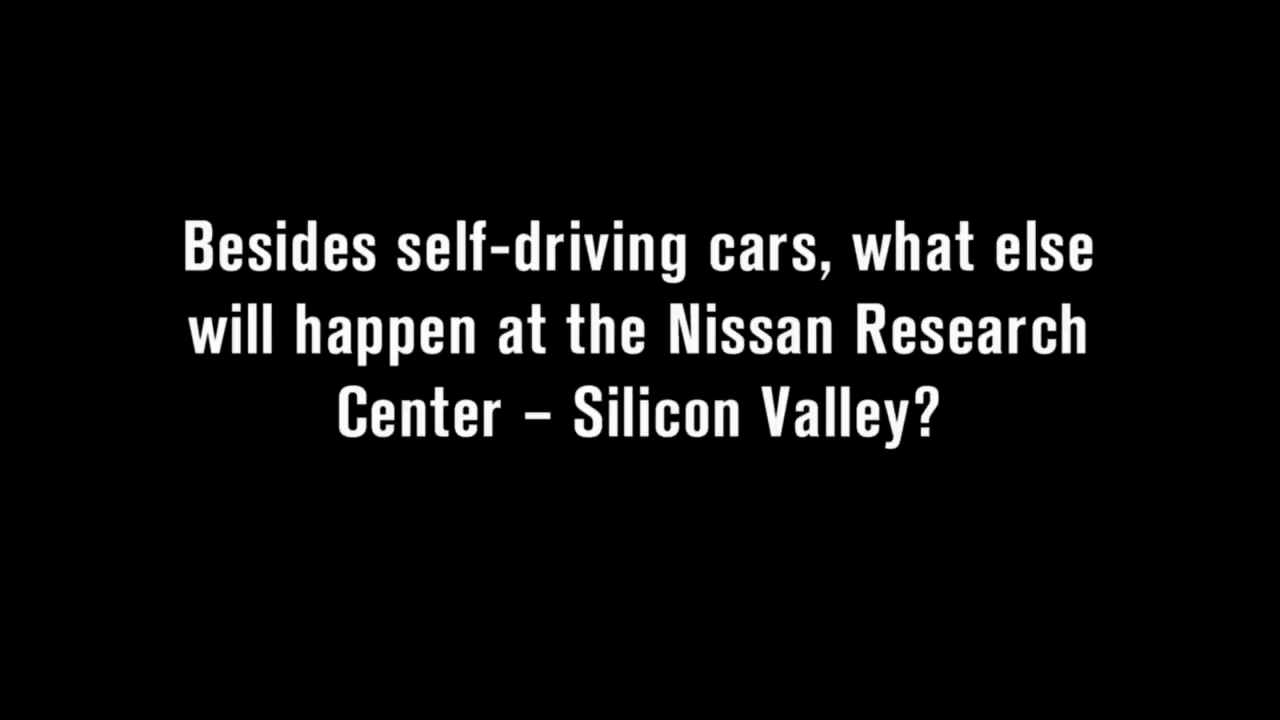 Besides self-driving cars, what else
will happen at the Nissan Research
Center – Silicon Valley?